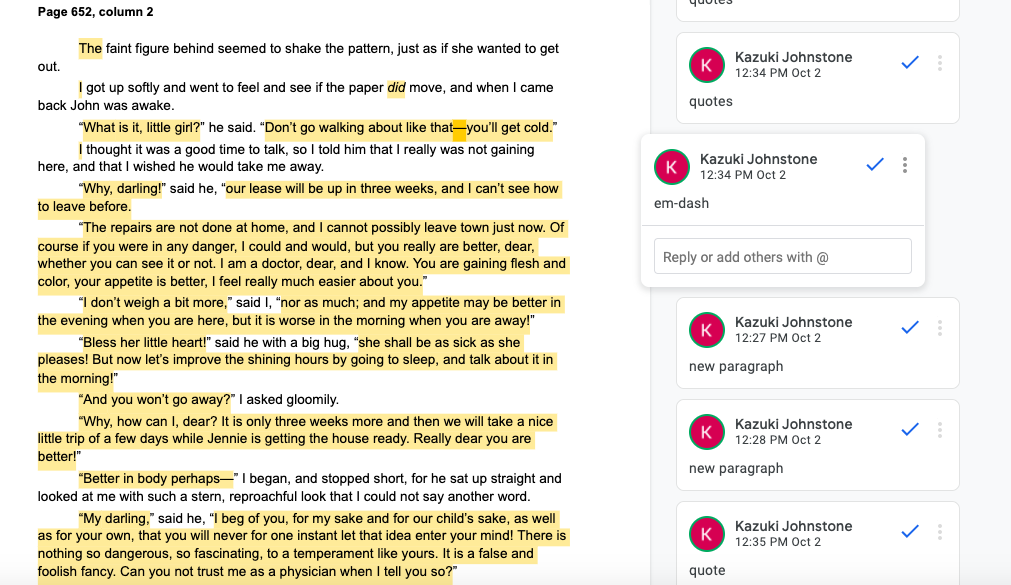 Page 652, column 2
The faint figure behind seemed to shake the pattern, just as if she wanted to get
out.
I got up softly and went to feel and see if the paper did move, and when I came
back John was awake.
“What is it, little girl?” he said. “Don’t go walking about like that—you’ll get cold.”
I thought it was a good time to talk, so I told him that I really was not gaining
here, and that I wished he would take me away.
“Why, darling!” said he, “our lease will be up in three weeks, and I can’t see how
to leave before.
“The repairs are not done at home, and I cannot possibly leave town just now. Of
course if you were in any danger, I could and would, but you really are better, dear,
whether you can see it or not. I am a doctor, dear, and I know. You are gaining flesh and
color, your appetite is better, I feel really much easier about you.”
“I don’t weigh a bit more,” said I, “nor as much; and my appetite may be better in
the evening when you are here, but it is worse in the morning when you are away!”
“Bless her little heart!” said he with a big hug, “she shall be as sick as she
pleases! But now let’s improve the shining hours by going to sleep, and talk about it in
the morning!”
“And you won’t go away?” I asked gloomily.
“Why, how can I, dear? It is only three weeks more and then we will take a nice
little trip of a few days while Jennie is getting the house ready. Really dear you are
better!”
“Better in body perhaps—” I began, and stopped short, for he sat up straight and
looked at me with such a stern, reproachful look that I could not say another word.
“My darling,” said he, “I beg of you, for my sake and for our child’s sake, as well
as for your own, that you will never for one instant let that idea enter your mind! There is
nothing so dangerous, so fascinating, to a temperament like yours. It is a false and
foolish fancy. Can you not trust me as a physician when I tell you so?”
quotes
K
Kazuki Johnstone
12:34 PM Oct 2
quotes
K
Kazuki Johnstone
12:34 PM Oct 2
em-dash
Reply or add others with @
K
Kazuki Johnstone
12:27 PM Oct 2
new paragraph
K
Kazuki Johnstone
12:28 PM Oct 2
new paragraph
K
Kazuki Johnstone
12:35 PM Oct 2
quote